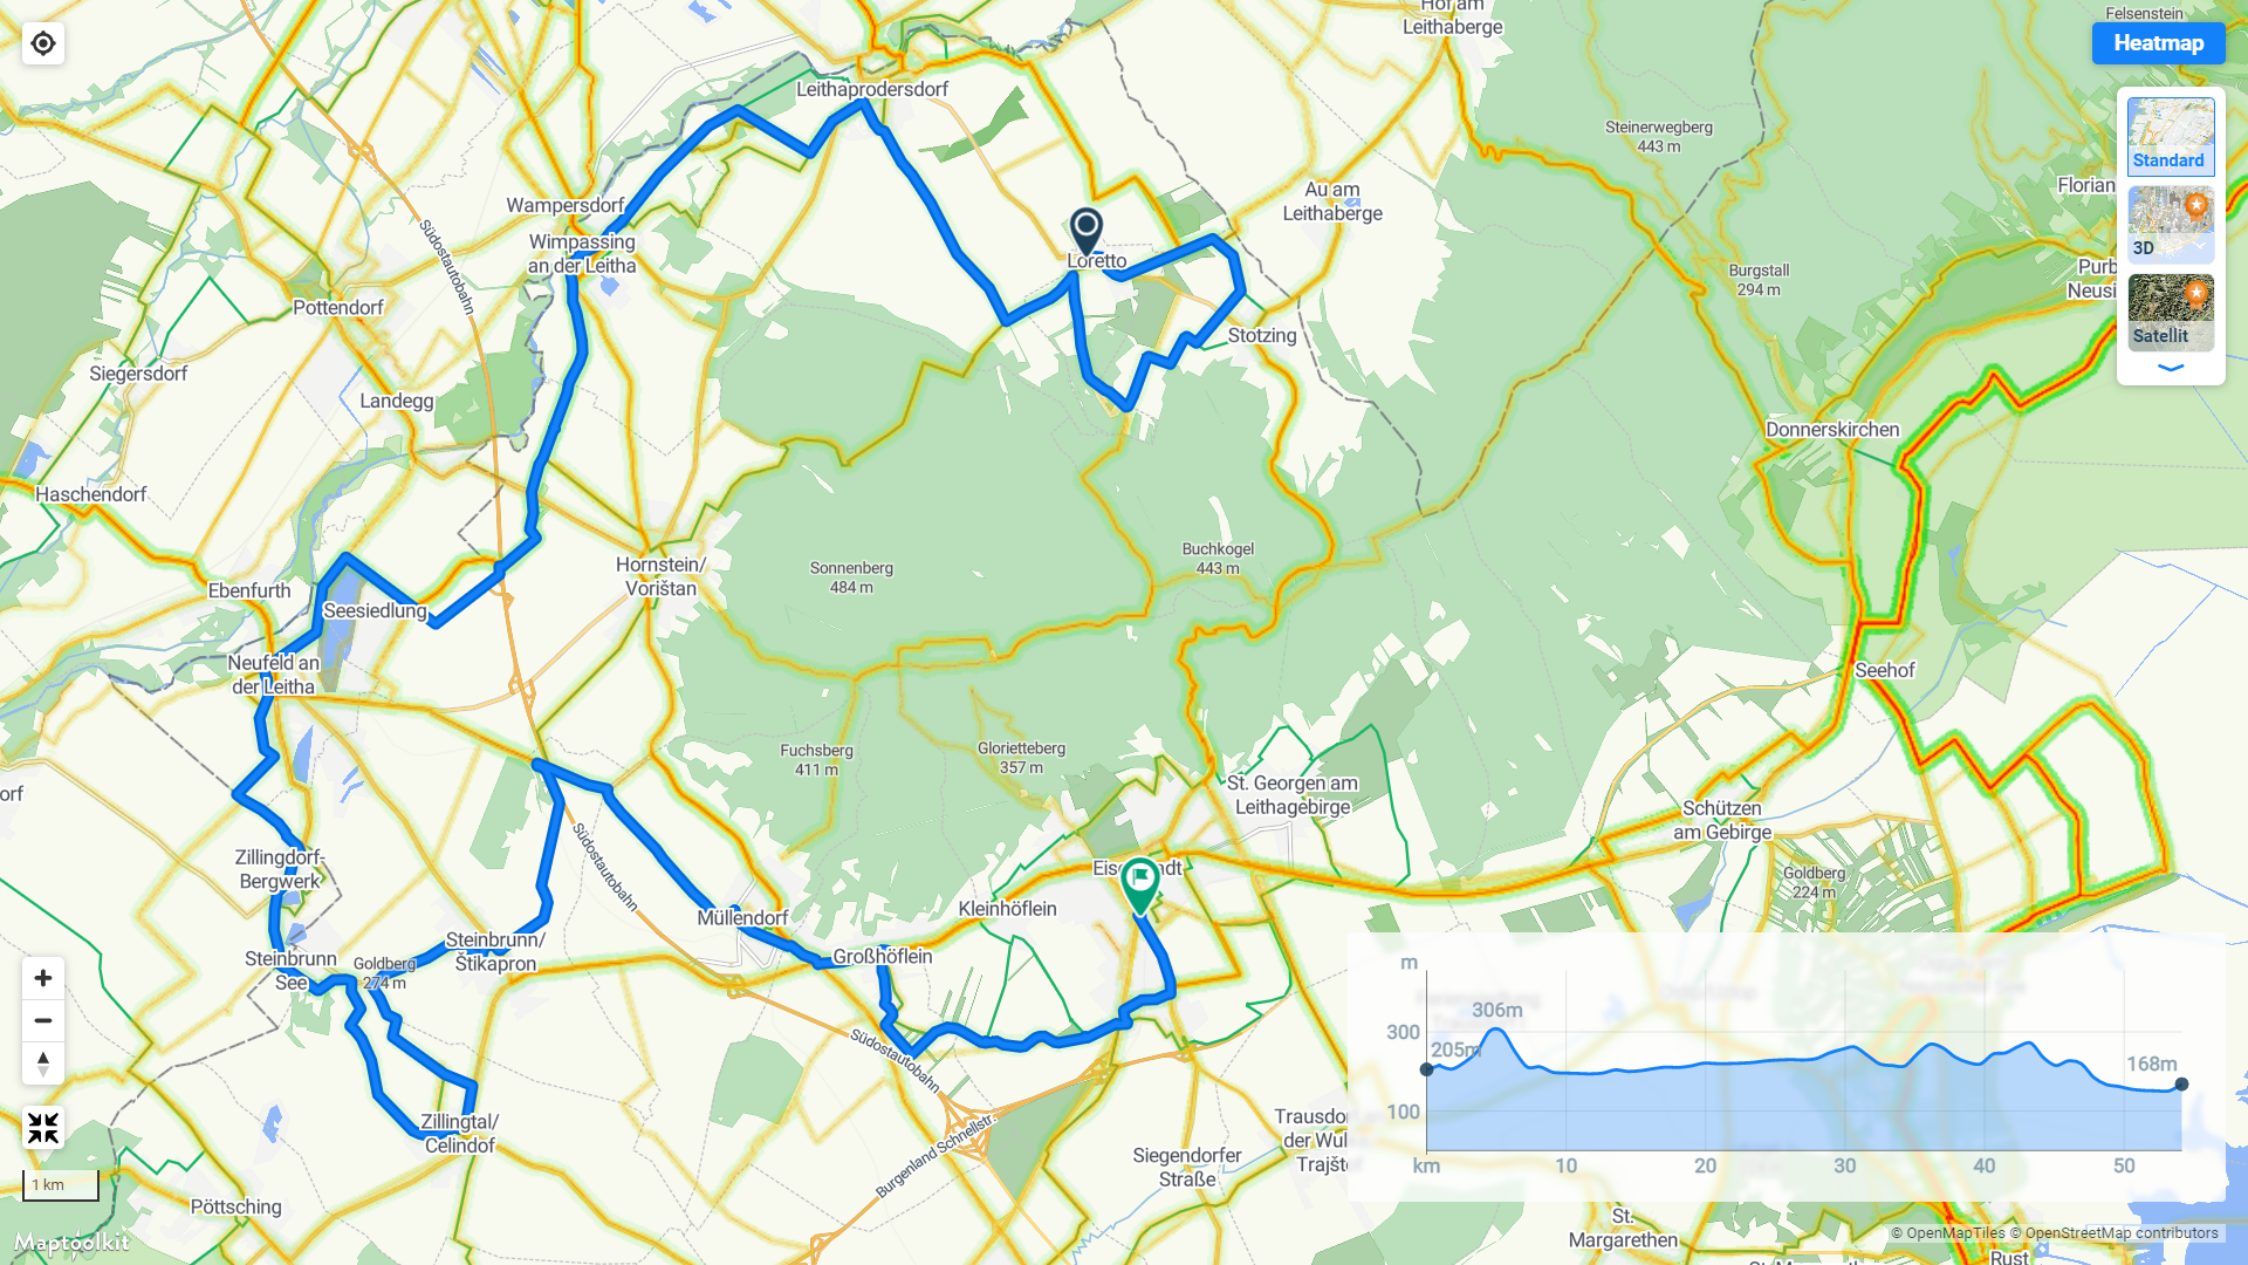 Hof am
Leithaberge
Felsenstein
Heatmap
Leithaprodersdorf
Steinerwegberg
443 m
Standard
Florian
Au am
Leithaberge
Wampersdorf
Wimpassing
an der Leitha
Südostautobahn
Loretto
3D
Burgstall
294 m
Purb
Neusi
Pottendorf
Stotzing
Satellit
Siegersdorf
Landegg
Donnerskirchen
Haschendorf
Buchkogel
443 m
Sonnenberg
484 m
Hornstein/
Vorištan
Ebenfurth
Seesiedlung
Neufeld an
der Leitha
Seehof
Fuchsberg
411 m
Glorietteberg
357 m
St. Georgen am
Leithagebirge
orf
Schützen
am Gebirge
Südostautobahn
Zillingdorf-
Bergwerk
Goldberg
224 m
Kleinhöflein
Müllendorf
Steinbrunn/
Štikapron
Großhöflein
Steinbrunn
See
Goldberg
274 m
Südostautobahn
m
306m
300
205m
168m
100
km
10
20
30
40
50
Zillingtal/
Celindof
Burgenland Schnellstr.
Trausdo
der Wul
Trajšt
Siegendorfer
Straße
1 km
Pöttsching
Maptoolkit
St.
Margarethen
© OpenMapTiles © OpenStreetMap contributors
Rust